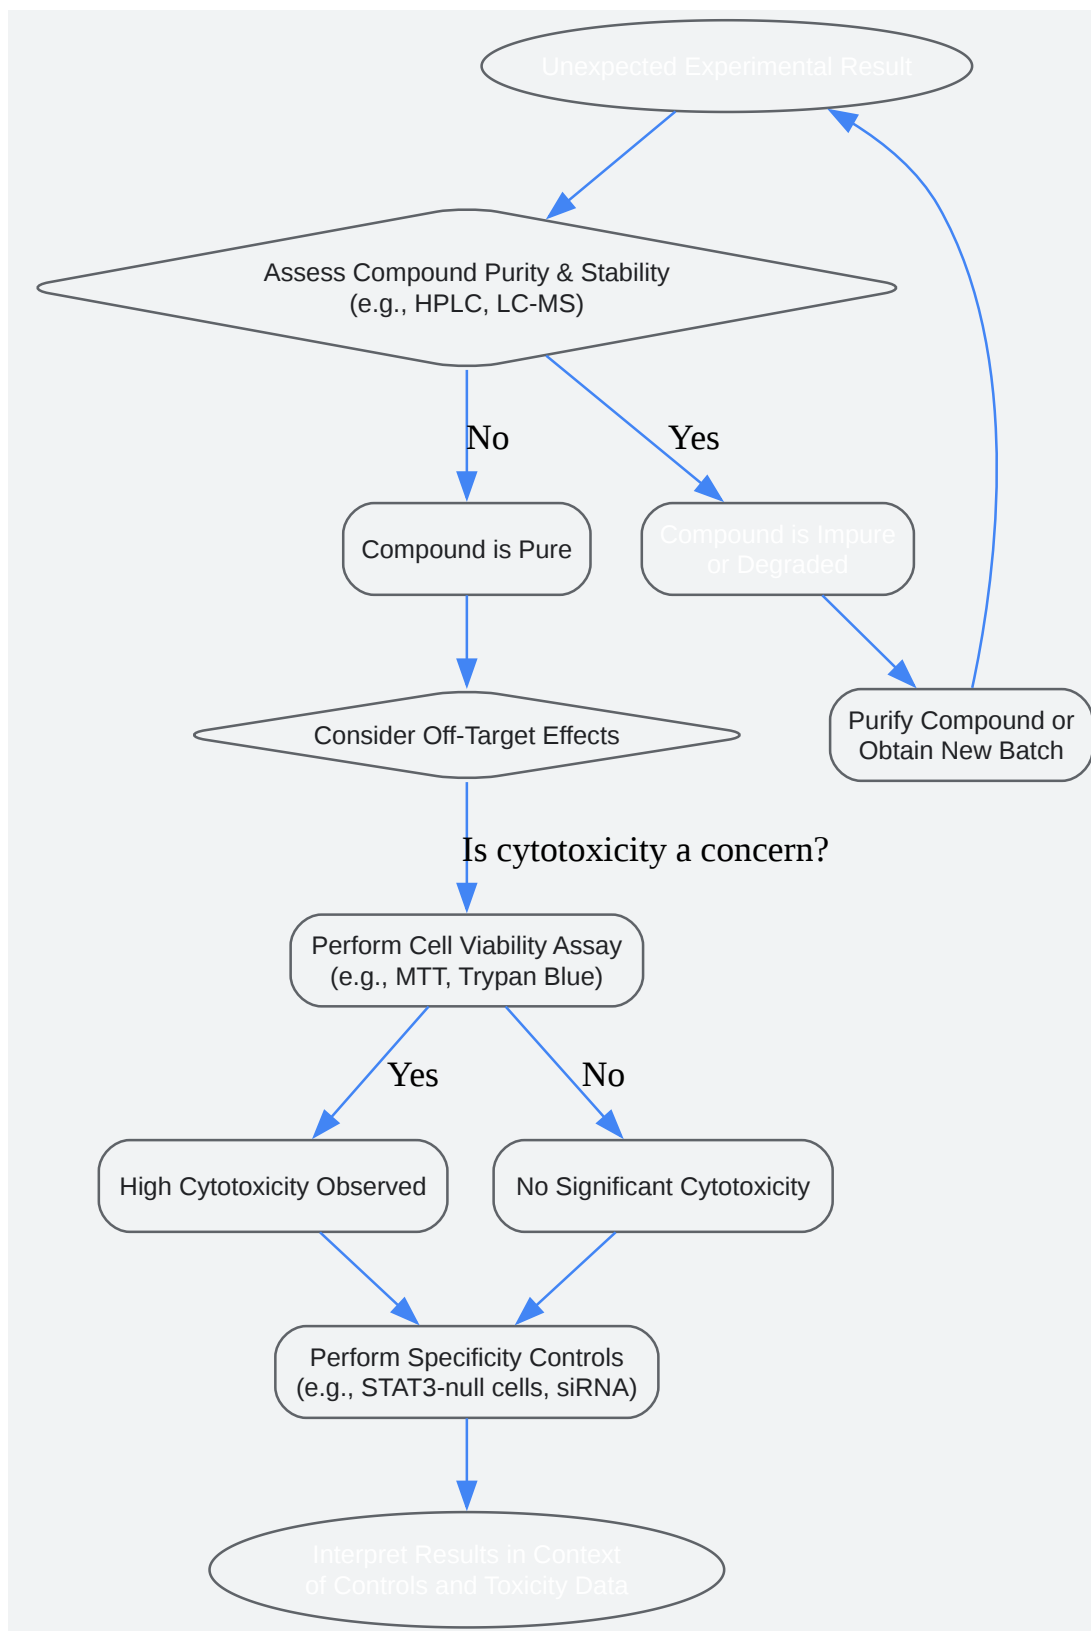 Unexpected Experimental Result
Assess Compound Purity & Stability
(e.g., HPLC, LC-MS)
No
Yes
Compound is Pure
Compound is Impure
or Degraded
Consider Off-Target Effects
Purify Compound or
Obtain New Batch
Is cytotoxicity a concern?
Perform Cell Viability Assay
(e.g., MTT, Trypan Blue)
Yes
No
High Cytotoxicity Observed
No Significant Cytotoxicity
Perform Specificity Controls
(e.g., STAT3-null cells, siRNA)
Interpret Results in Context
of Controls and Toxicity Data